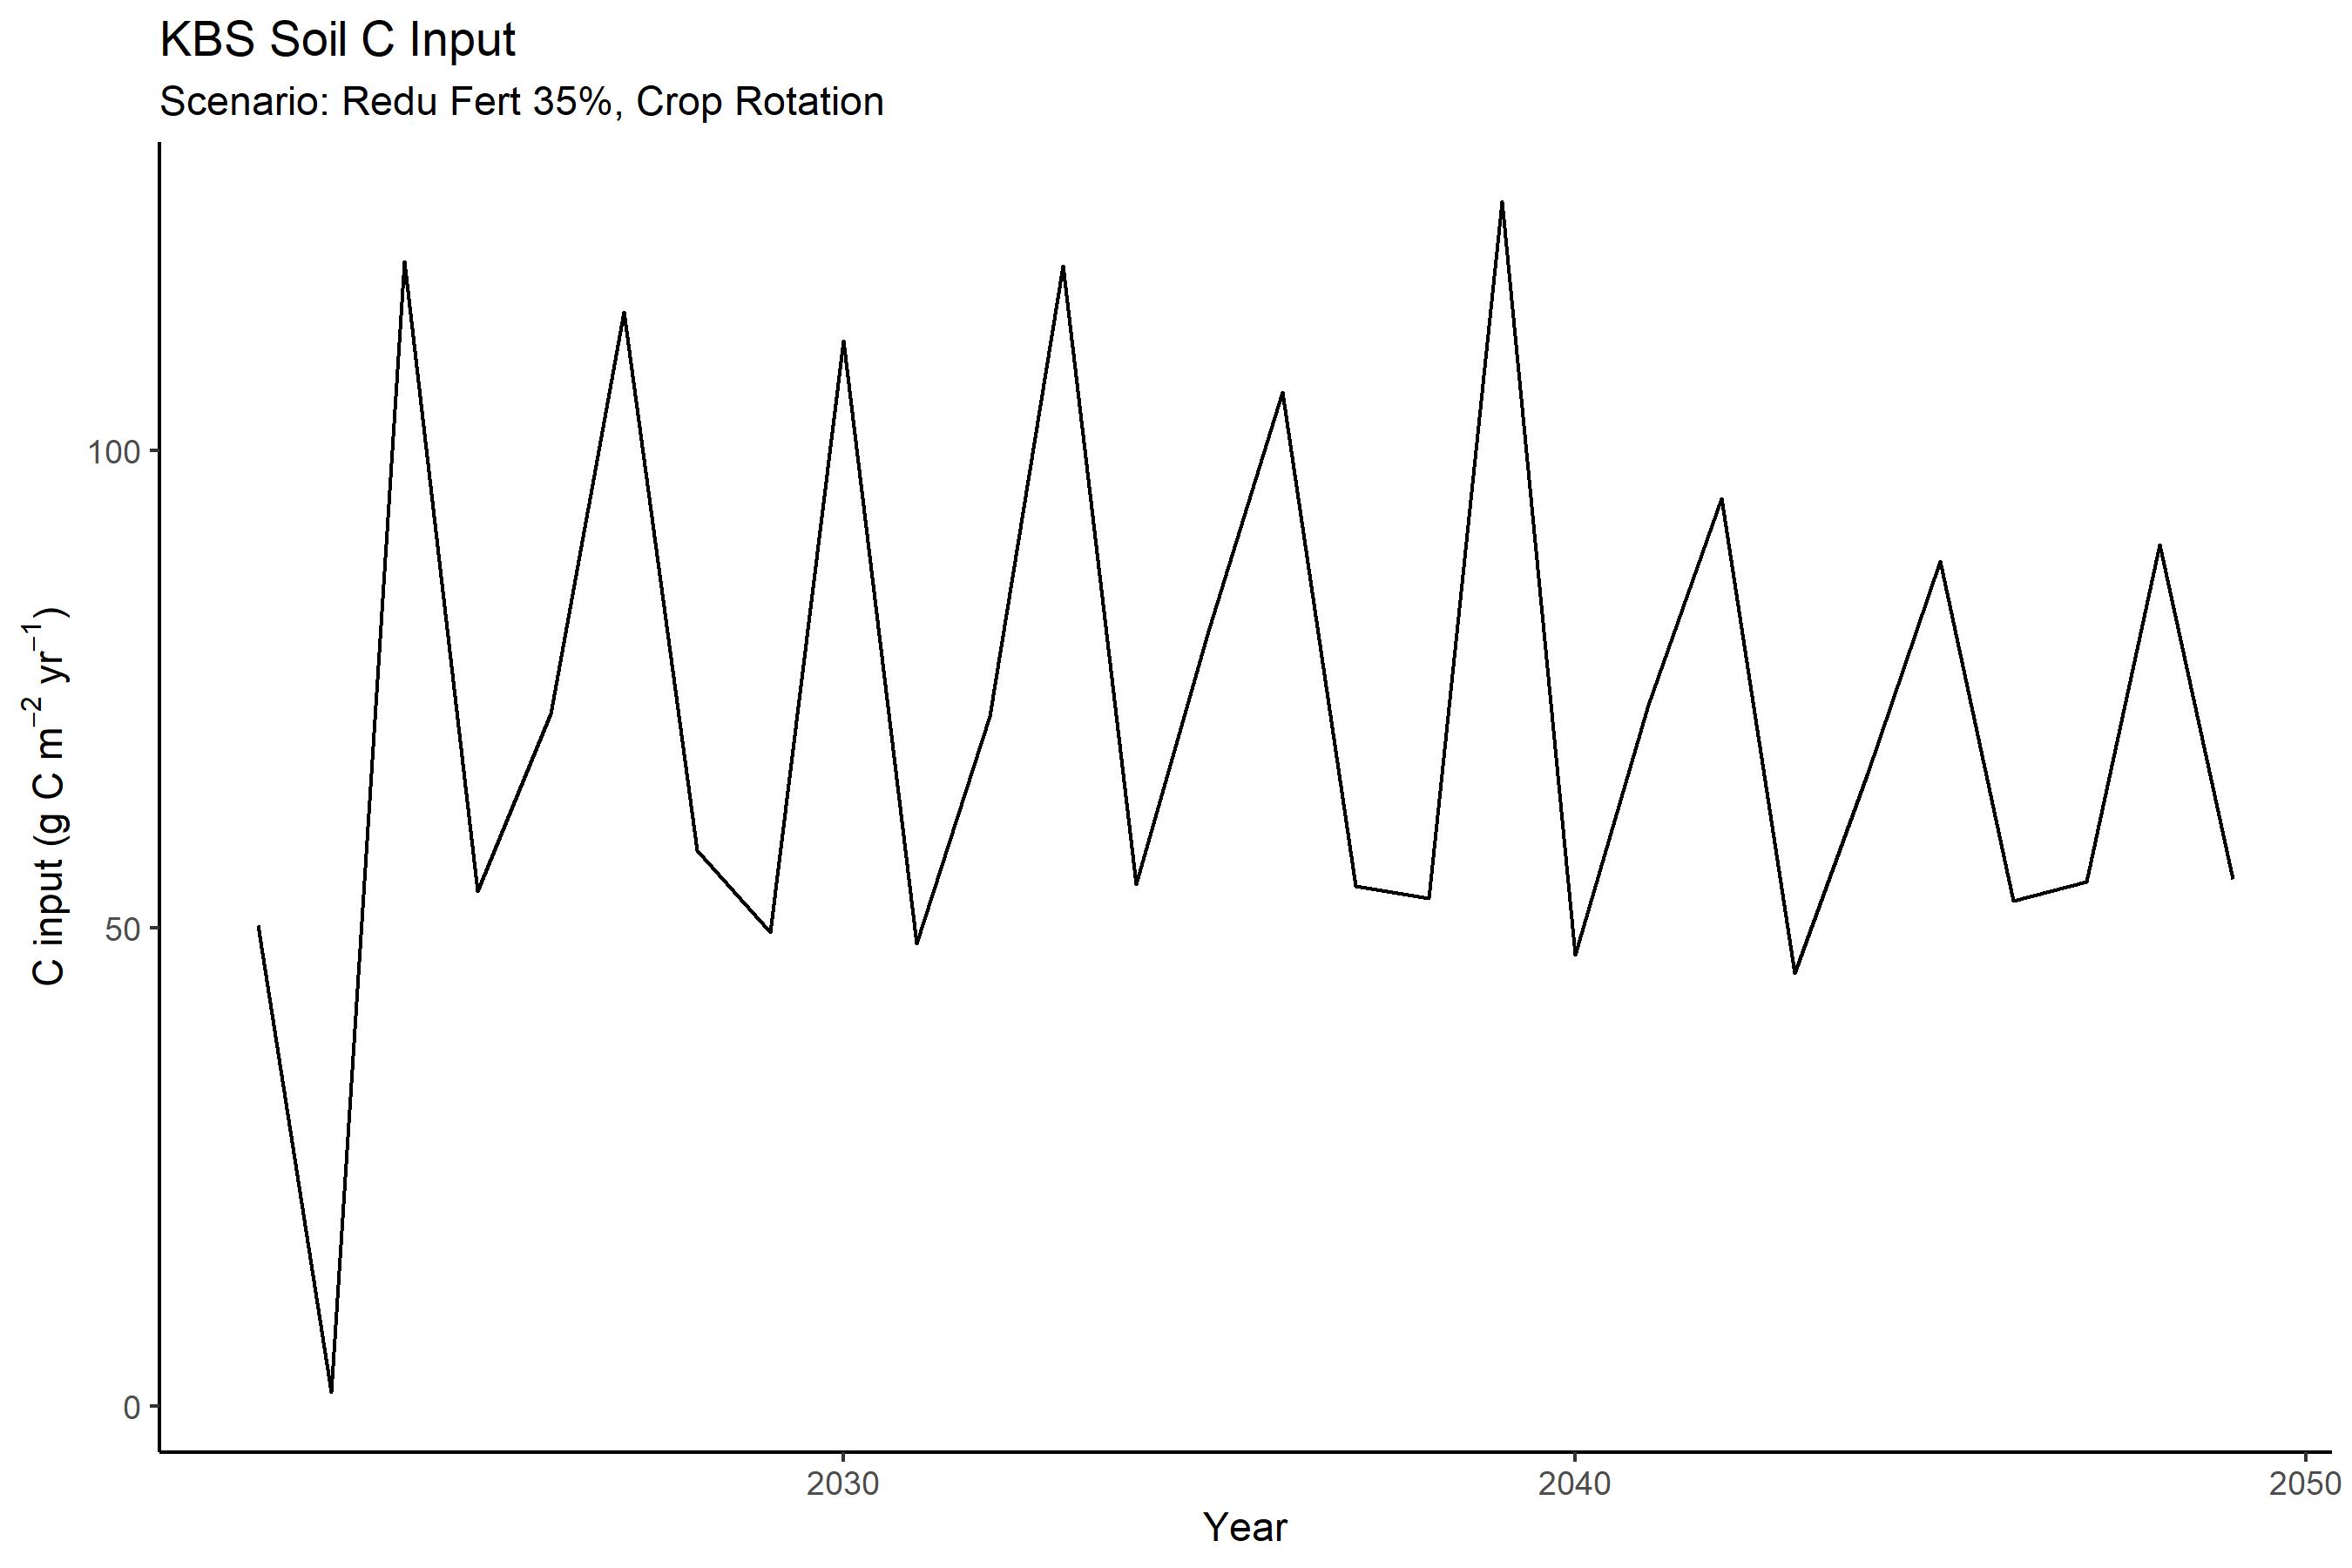 KBS Soil C Input
Scenario: Redu Fert 35%, Crop Rotation
C input (g C m⁻² yr⁻¹)
100
50
0
2030
2040
2050
Year